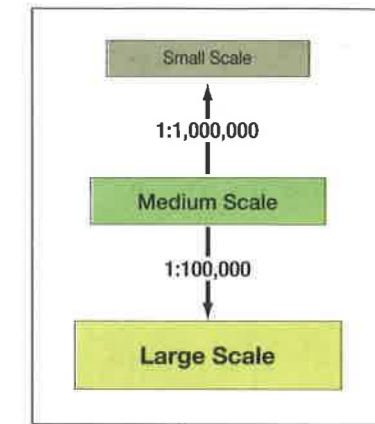 Small Scale
1:1,000,000
Medium Scale
1:100,000
Large Scale